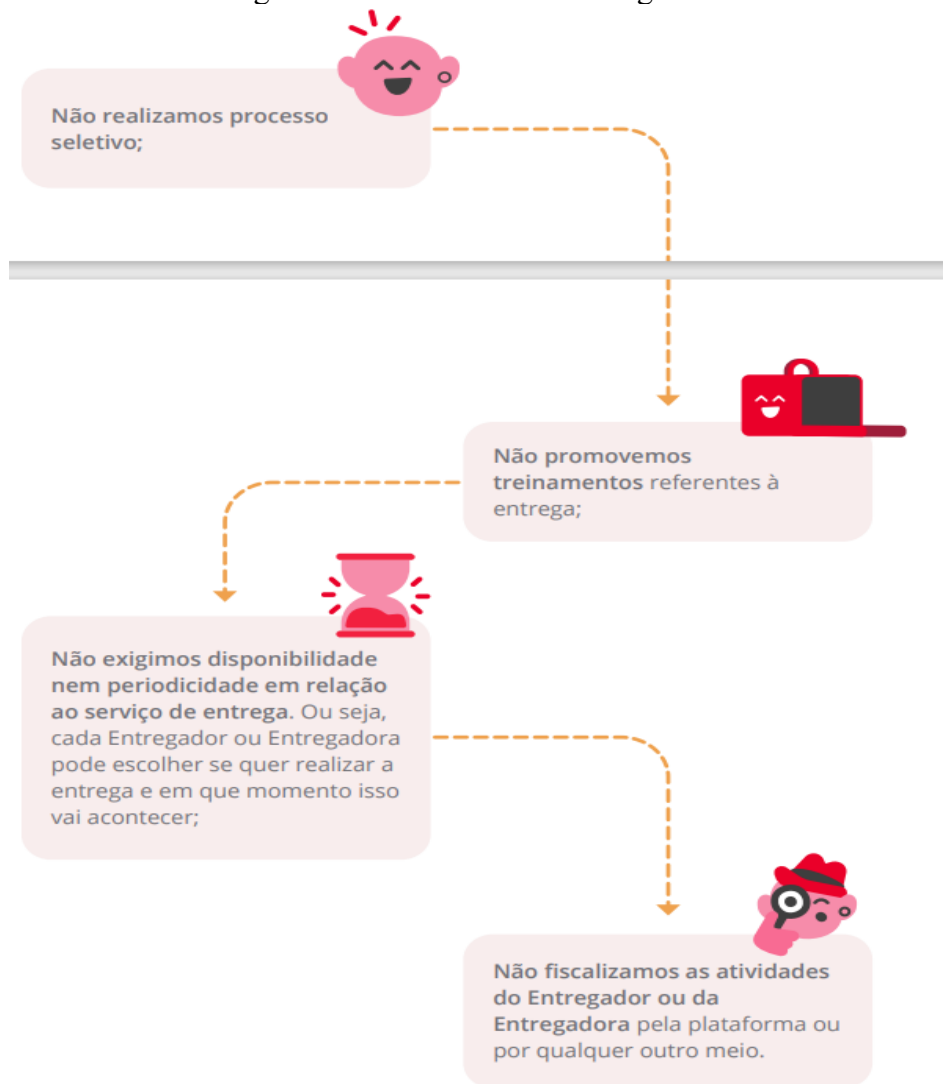 Não realizamos processo
seletivo;
Não promovemos
treinamentos referentes à
entrega;
Não exigimos disponibilidade
nem periodicidade em relação
ao serviço de entrega. Ou seja,
cada Entregador ou Entregadora
pode escolher se quer realizar a
entrega e em que momento isso
vai acontecer;
Não fiscalizamos as atividades
do Entregador ou da
Entregadora pela plataforma ou
por qualquer outro meio.